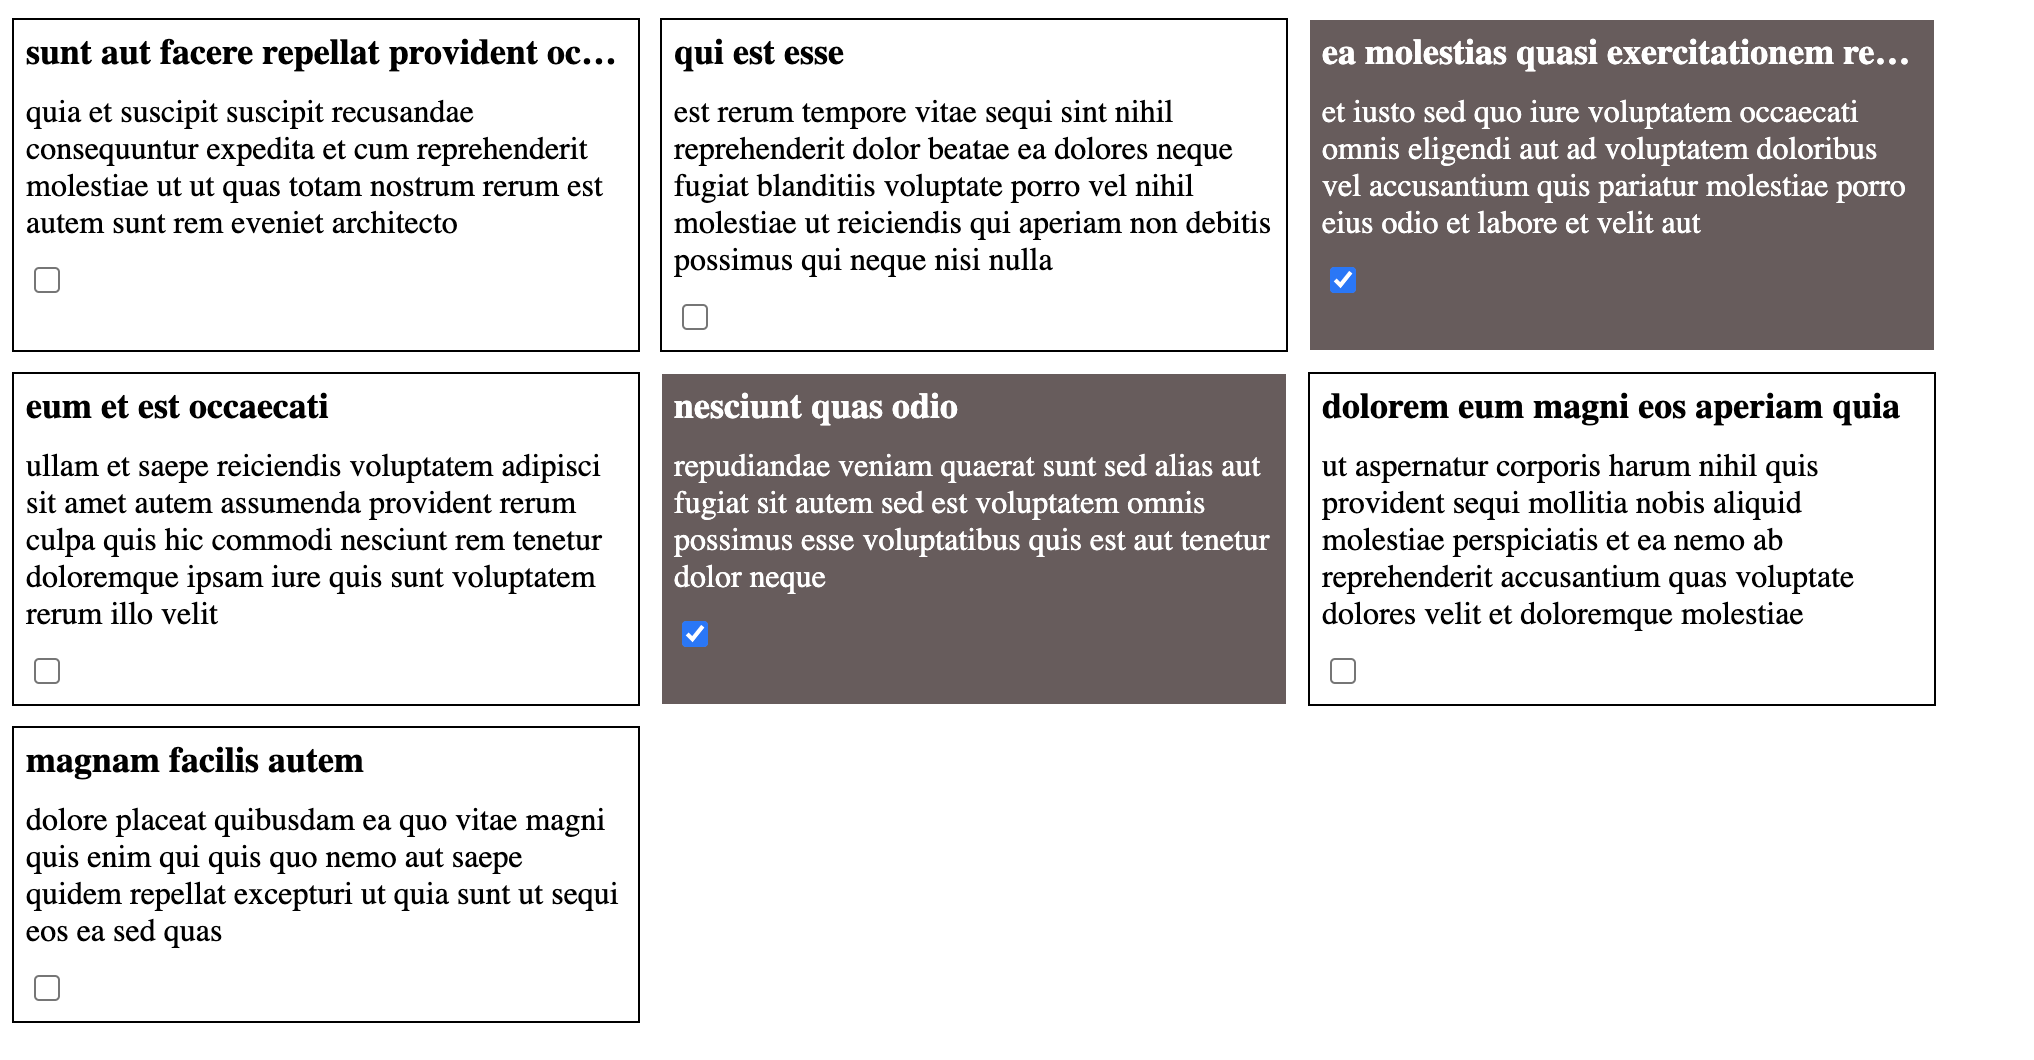 sunt aut facere repellat provident oc...
quia et suscipit suscipit recusandae
consequuntur expedita et cum reprehenderit
molestiae ut ut quas totam nostrum rerum est
autem sunt rem eveniet architecto
qui est esse
est rerum tempore vitae sequi sint nihil
reprehenderit dolor beatae ea dolores neque
fugiat blanditiis voluptate porro vel nihil
molestiae ut reiciendis qui aperiam non debitis
possimus qui neque nisi nulla
ea molestias quasi exercitationem re...
et iusto sed quo iure voluptatem occaecati
omnis eligendi aut ad voluptatem doloribus
vel accusantium quis pariatur molestiae porro
eius odio et labore et velit aut
eum et est occaecati
ullam et saepe reiciendis voluptatem adipisci
sit amet autem assumenda provident rerum
culpa quis hic commodi nesciunt rem tenetur
doloremque ipsam iure quis sunt voluptatem
rerum illo velit
nesciunt quas odio
repudiandae veniam quaerat sunt sed alias aut
fugiat sit autem sed est voluptatem omnis
possimus esse voluptatibus quis est aut tenetur
dolor neque
dolorem eum magni eos aperiam quia
ut aspernatur corporis harum nihil quis
provident sequi mollitia nobis aliquid
molestiae perspiciatis et ea nemo ab
reprehenderit accusantium quas voluptate
dolores velit et doloremque molestiae
magnam facilis autem
dolore placeat quibusdam ea quo vitae magni
quis enim qui quis quo nemo aut saepe
quidem repellat excepturi ut quia sunt ut sequi
eos ea sed quas